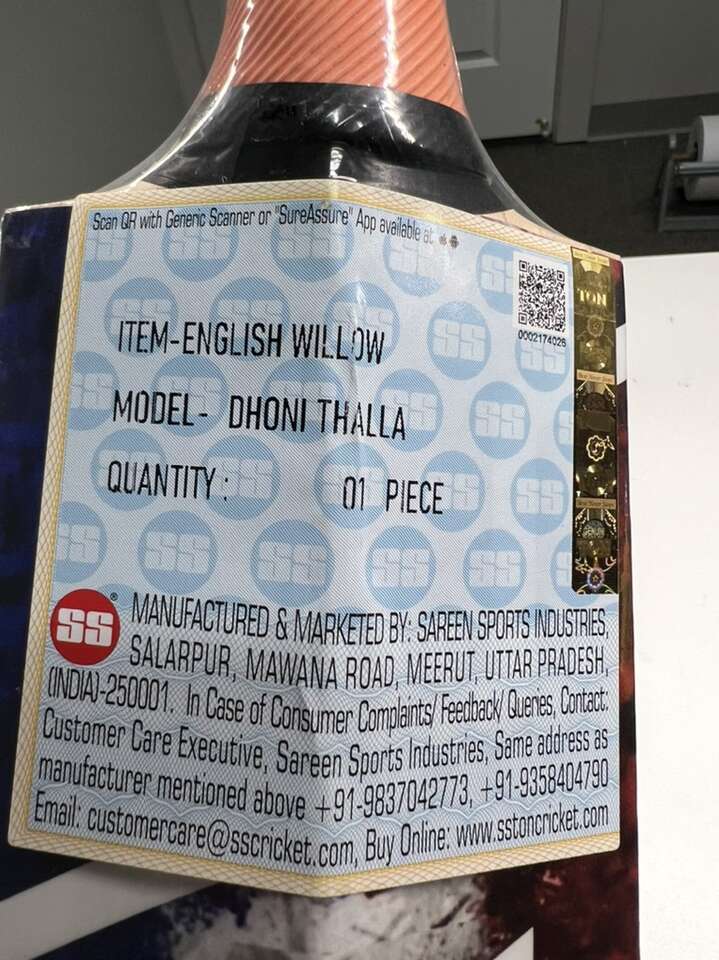 Scan QR with Generic Scanner or "SureAssure" App available at
TON
0002174026
ITEM-ENGLISH WILLOW
MODEL- DHONI THALLA
QUANTITY : 01 PIECE
SS
MANUFACTURED & MARKETED BY: SAREEN SPORTS INDUSTRIES,
SALARPUR, MAWANA ROAD, MEERUT, UTTAR PRADESH,
(INDIA)-250001. In Case of Consumer Complaints/ Feedback/ Queries, Contact:
Customer Care Executive, Sareen Sports Industries, Same address as
manufacturer mentioned above +91-9837042773, +91-9358404790
Email: customercare@sscricket.com, Buy Online: www.sstoncricket.com